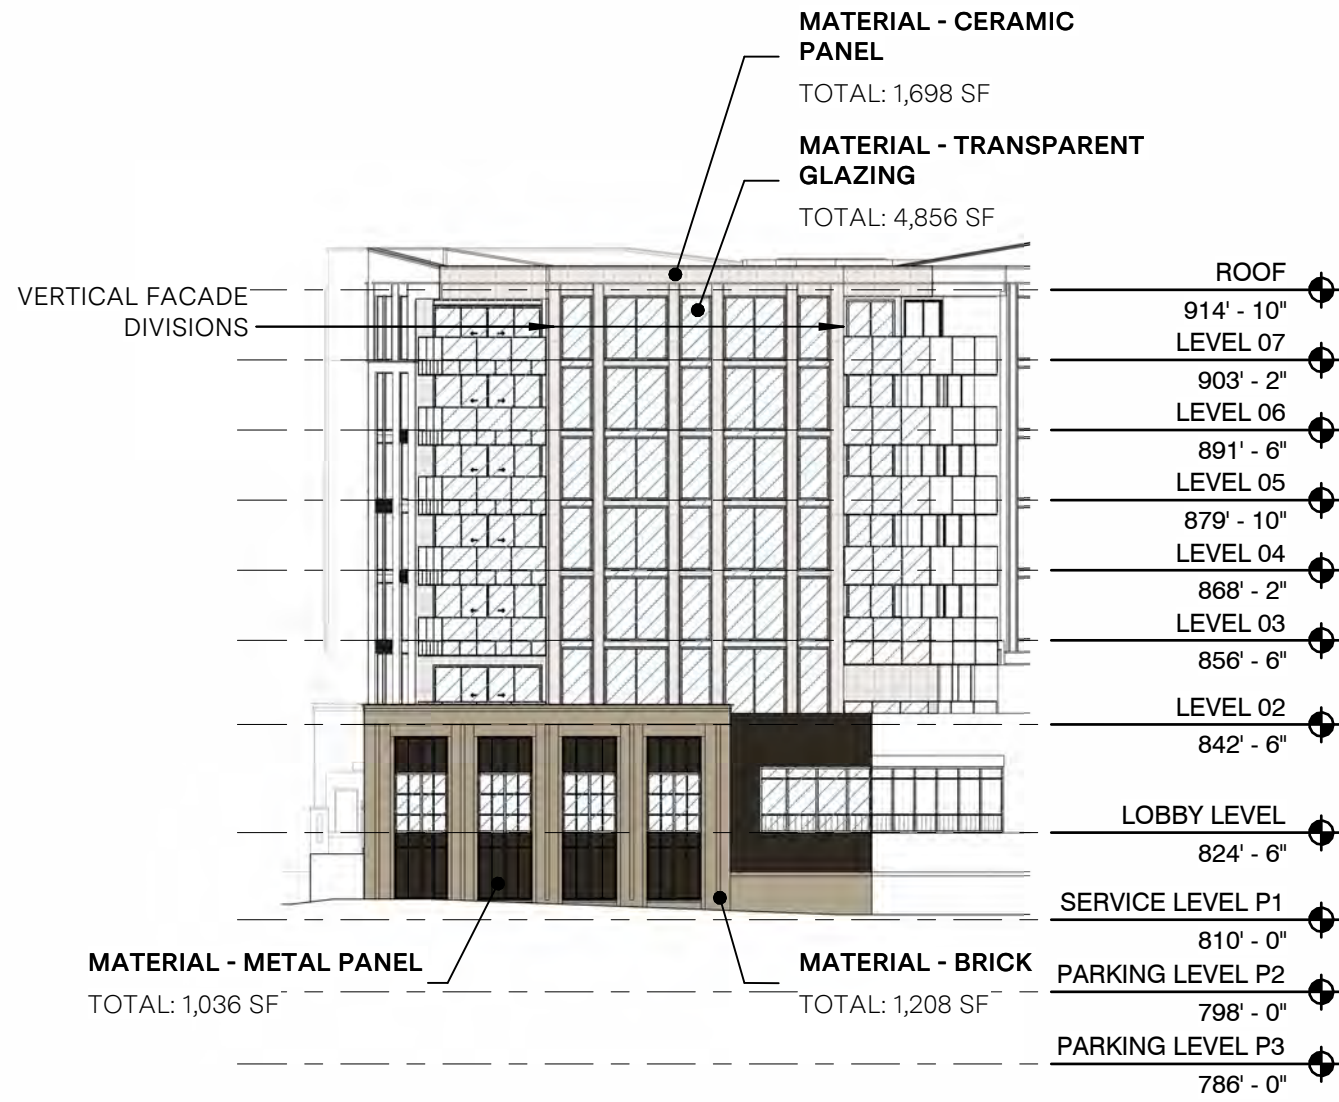 MATERIAL - CERAMIC
PANEL
TOTAL: 1,698 SF
MATERIAL - TRANSPARENT
GLAZING
TOTAL: 4,856 SF
VERTICAL FACADE
DIVISIONS
ROOF
914' - 10"
LEVEL 07
903' - 2"
LEVEL 06
891' - 6"
LEVEL 05
879' - 10"
LEVEL 04
868' - 2"
LEVEL 03
856' - 6"
LEVEL 02
842' - 6"
LOBBY LEVEL
824' - 6"
SERVICE LEVEL P1
810' - 0"
MATERIAL - METAL PANEL
TOTAL: 1,036 SF
MATERIAL - BRICK
TOTAL: 1,208 SF
PARKING LEVEL P2
798' - 0"
PARKING LEVEL P3
786' - 0"